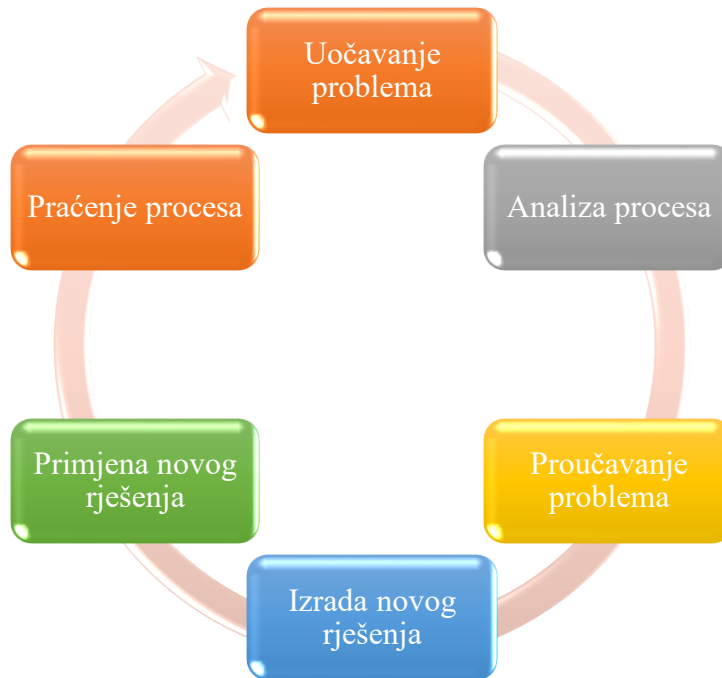 Uočavanje
problema
Analiza procesa
Proučavanje
problema
Izrada novog
rješenja
Primjena novog
rješenja
Praćenje procesa